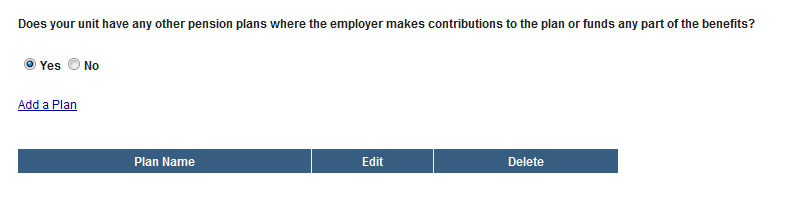 Does your unit have any other pension plans where the employer makes contributions to the plan or funds any part of the benefits?
Yes No
Add a Plan
Plan Name Edit Delete